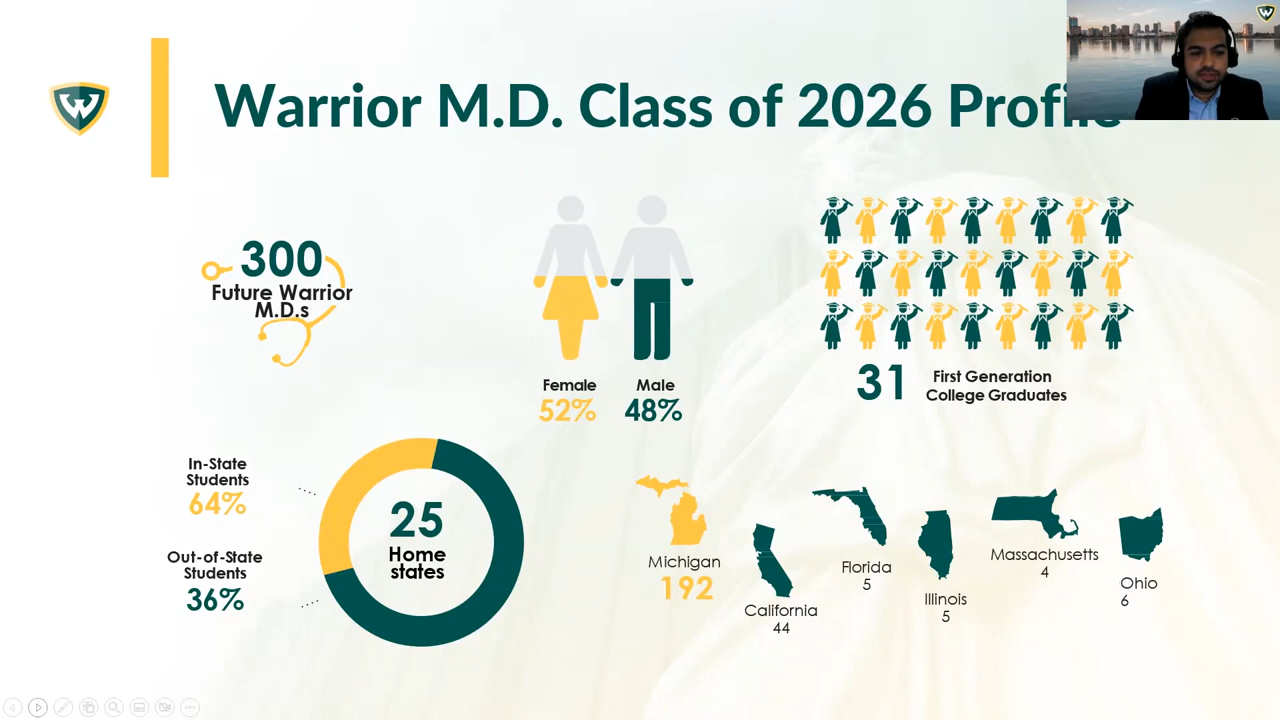 Warrior M.D. Class of 2026 Profile
300
Future Warrior
M.D.s
Female
52%
Male
48%
31
First Generation
College Graduates
In-State
Students
64%
Out-of-State
Students
36%
25
Home
states
Michigan
192
California
44
Florida
5
Illinois
5
Massachusetts
4
Ohio
6